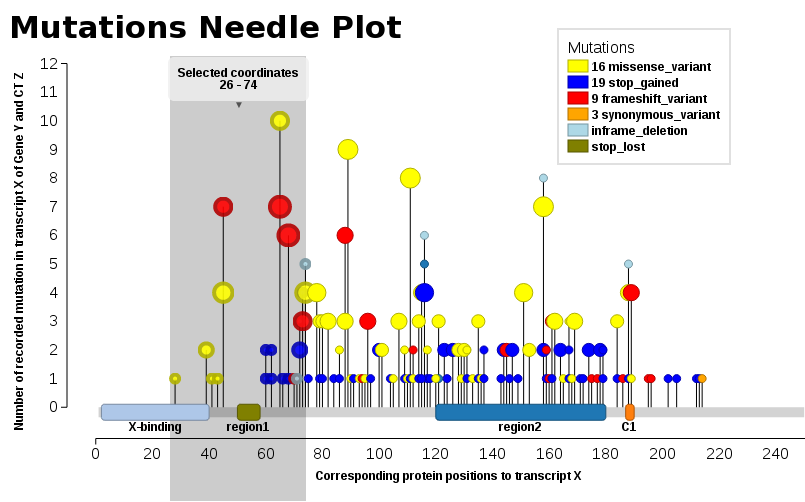 Mutations Needle Plot
Selected coordinates
26 - 74
Mutations
16 missense_variant
19 stop_gained
9 frameshift_variant
3 synonymous_variant
inframe_deletion
stop_lost
Number of recorded mutation in transcript X of Gene Y and CT Z
12
11
10
9
8
7
6
5
4
3
2
1
0
X-binding region1 region2 C1
0 20 40 60 80 100 120 140 160 180 200 220 240
Corresponding protein positions to transcript X